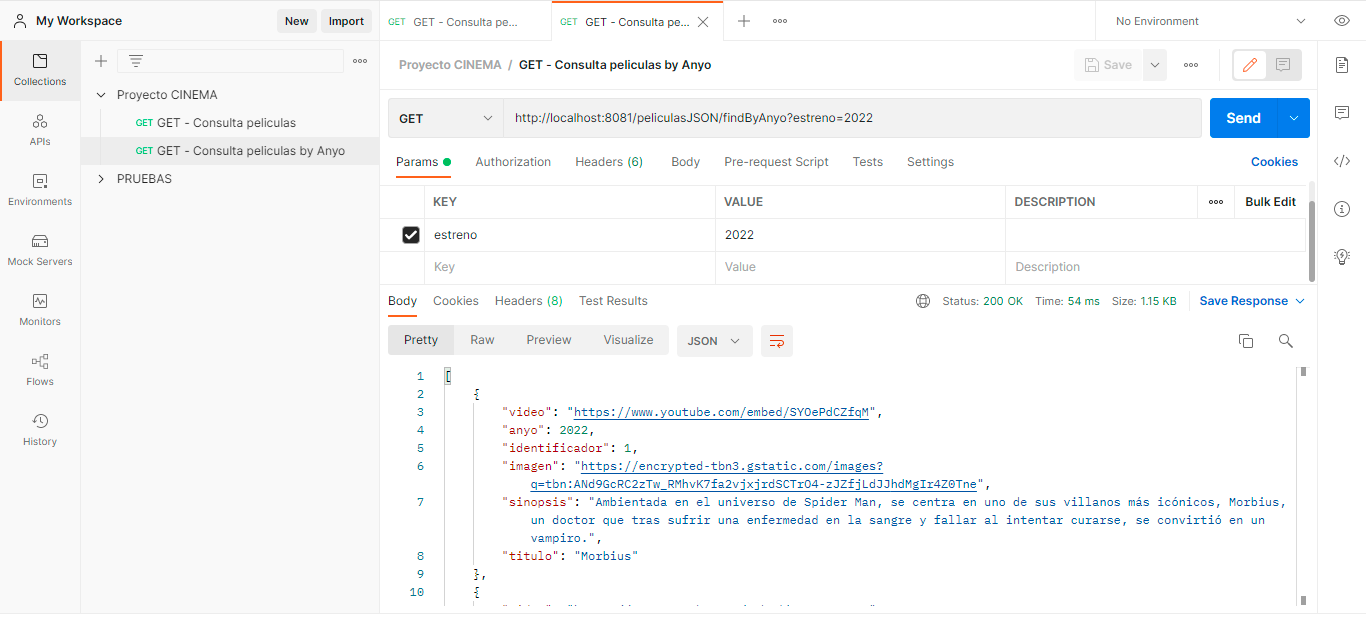 My Workspace
New
Import
GET GET - Consulta pe...
GET GET - Consulta pe...
No Environment
Collections
APIs
Environments
Mock Servers
Monitors
Flows
History
Proyecto CINEMA
GET GET - Consulta peliculas
GET GET - Consulta peliculas by Anyo
PRUEBAS
Proyecto CINEMA / GET - Consulta peliculas by Anyo
Save
GET
http://localhost:8081/peliculasJSON/findByAnyo?estreno=2022
Send
Params
Authorization
Headers (6)
Body
Pre-request Script
Tests
Settings
Cookies
KEY
VALUE
DESCRIPTION
Bulk Edit
estreno
2022
Key
Value
Description
Body
Cookies
Headers (8)
Test Results
Status: 200 OK
Time: 54 ms
Size: 1.15 KB
Save Response
Pretty
Raw
Preview
Visualize
JSON
1 [
2 {
3 "video": "https://www.youtube.com/embed/SYOePdCZfqM",
4 "anyo": 2022,
5 "identificador": 1,
6 "imagen": "https://encrypted-tbn3.gstatic.com/images?
q=tbn:ANd9GcRC2zTw_RMhvK7fa2vjxjrdSCTrO4-zJZfjLdJJhdMgIr4Z0Tne",
7 "sinopsis": "Ambientada en el universo de Spider Man, se centra en uno de sus villanos más icónicos, Morbius,
un doctor que tras sufrir una enfermedad en la sangre y fallar al intentar curarse, se convirtió en un
vampiro.",
8 "titulo": "Morbius"
9 },
10 {